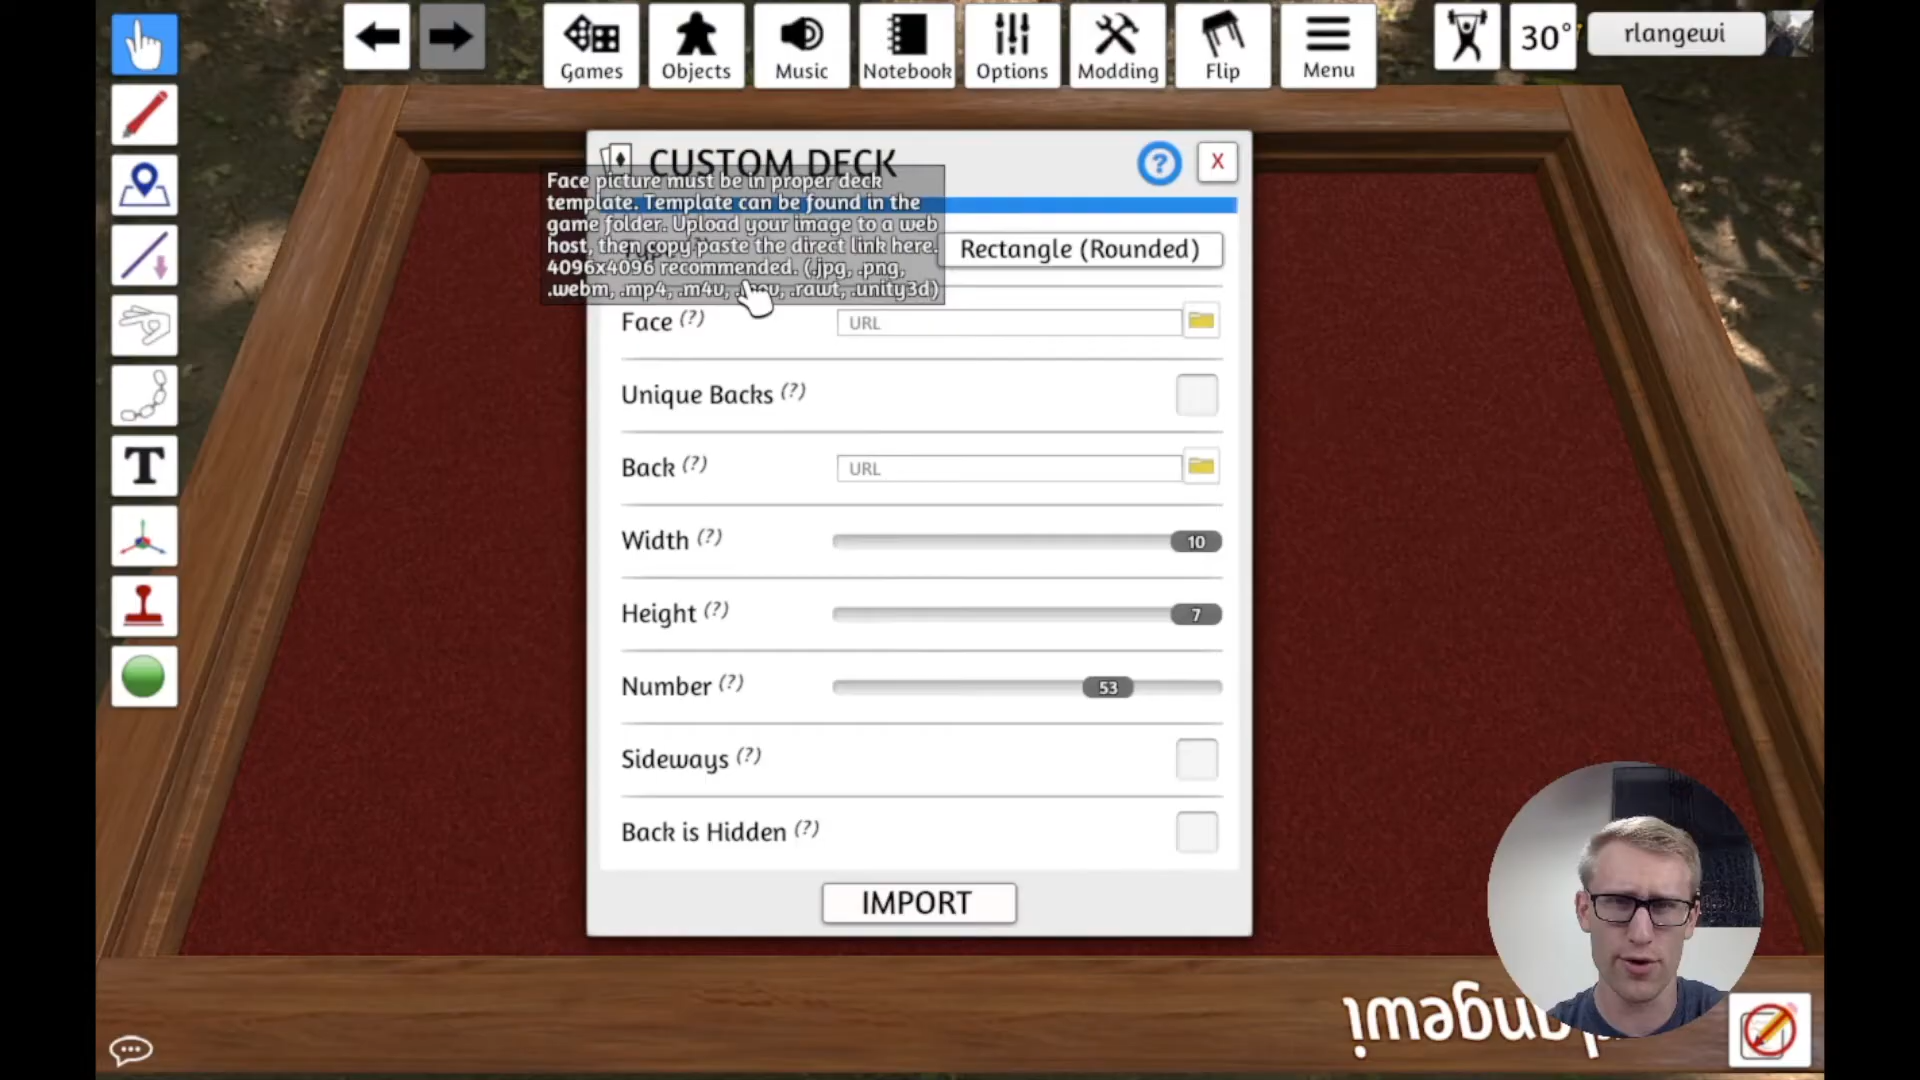 Games
Objects
Music
Notebook
Options
Modding
Flip
Menu
30°
rlangewi
CUSTOM DECK
?
X
Face picture must be in proper deck
template. Template can be found in the
game folder. Upload your image to a web
host, then copy paste the direct link here.
4096x4096 recommended. (.jpg, .png,
.webm, .mp4, .m4v, .mov, .rawt, .unity3d)
Rectangle (Rounded)
Face (?)
URL
Unique Backs (?)
Back (?)
URL
Width (?)
10
Height (?)
7
Number (?)
53
Sideways (?)
Back is Hidden (?)
IMPORT
T
rlangewi